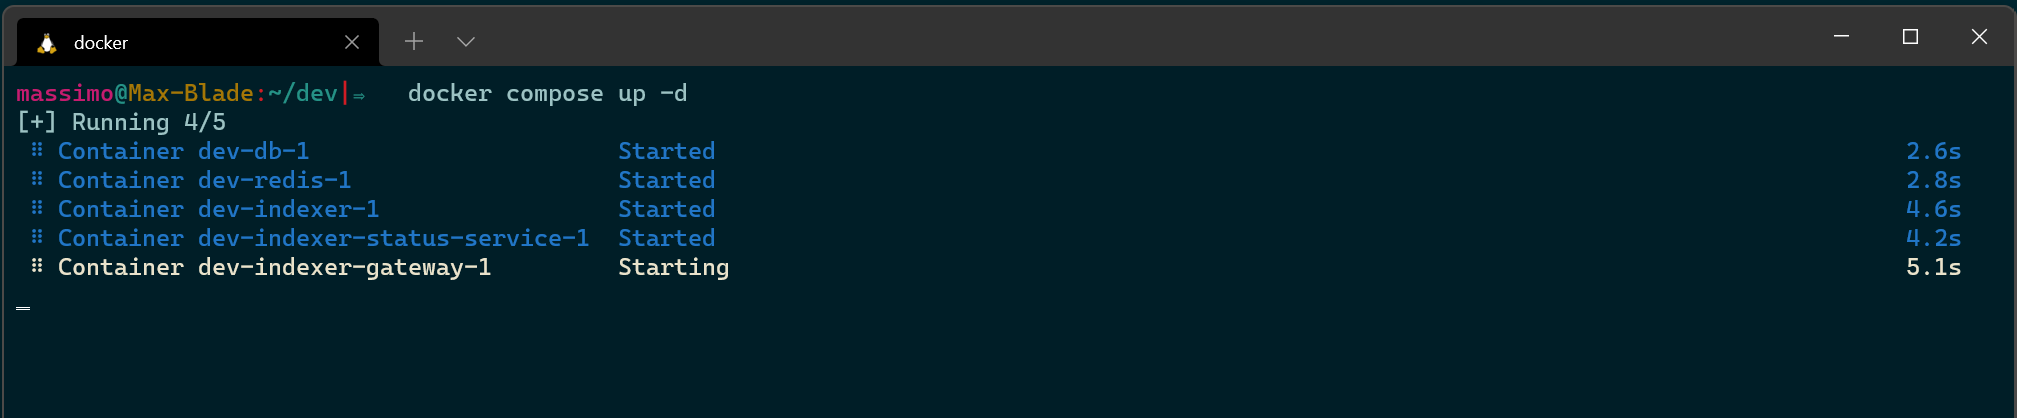 docker
massimo@Max-Blade:~/dev|⇒ docker compose up -d
[+] Running 4/5
⠿ Container dev-db-1 Started 2.6s
⠿ Container dev-redis-1 Started 2.8s
⠿ Container dev-indexer-1 Started 4.6s
⠿ Container dev-indexer-status-service-1 Started 4.2s
⠿ Container dev-indexer-gateway-1 Starting 5.1s